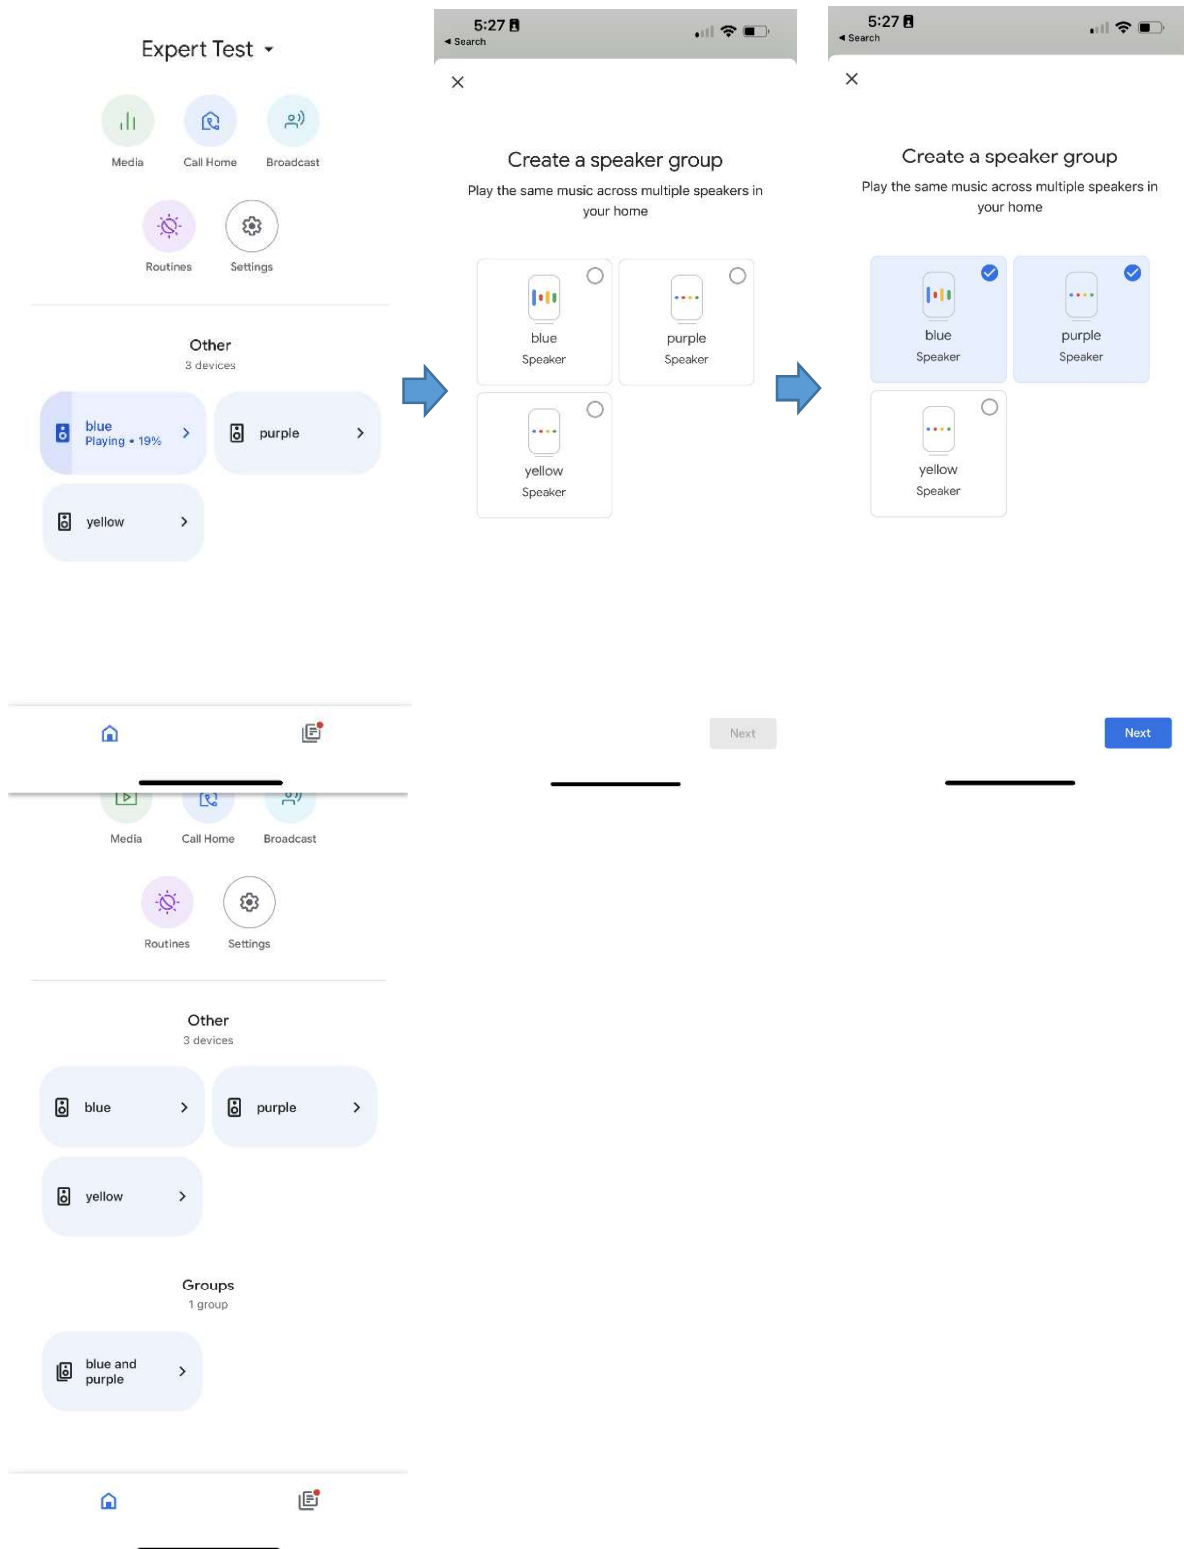 Expert Test
Media
Call Home
Broadcast
Routines
Settings
Other
3 devices
blue
Playing • 19%
purple
yellow
5:27
◄ Search
Create a speaker group
Play the same music across multiple speakers in
your home
blue
Speaker
purple
Speaker
yellow
Speaker
Next
5:27
◄ Search
Create a speaker group
Play the same music across multiple speakers in
your home
blue
Speaker
purple
Speaker
yellow
Speaker
Next
Media
Call Home
Broadcast
Routines
Settings
Other
3 devices
blue
purple
yellow
Groups
1 group
blue and
purple